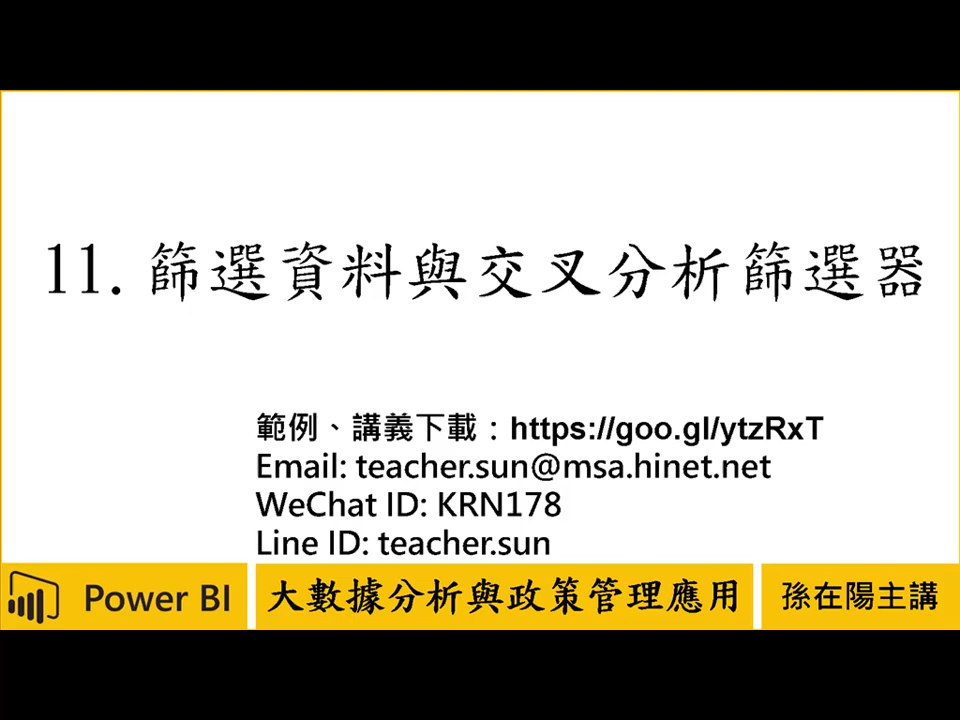 11. 篩選資料與交叉分析篩選器
範例、講義下載：https://goo.gl/ytzRxT
Email: teacher.sun@msa.hinet.net
WeChat ID: KRN178
Line ID: teacher.sun
Power BI
大數據分析與政策管理應用
孫在陽主講